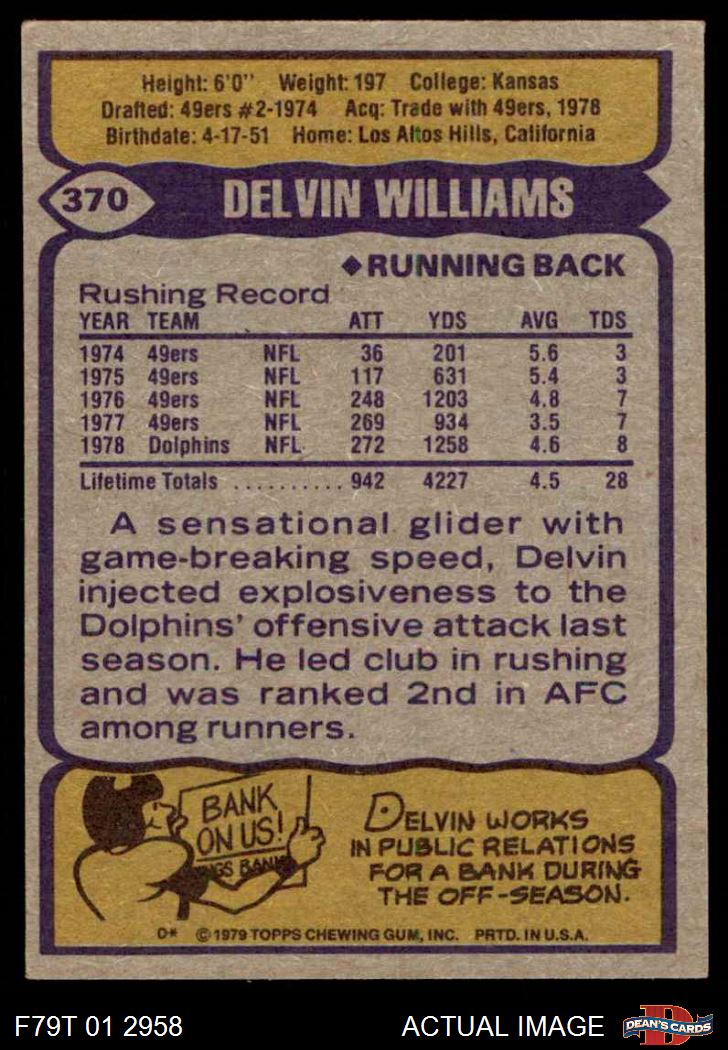 Height: 6'0" Weight: 197 College: Kansas
Drafted: 49ers #2-1974 Acq: Trade with 49ers, 1978
Birthdate: 4-17-51 Home: Los Altos Hills, California
370 DELVIN WILLIAMS
◆RUNNING BACK
Rushing Record
YEAR TEAM ATT YDS AVG TDS
1974 49ers NFL 36 201 5.6 3
1975 49ers NFL 117 631 5.4 3
1976 49ers NFL 248 1203 4.8 7
1977 49ers NFL 269 934 3.5 7
1978 Dolphins NFL 272 1258 4.6 8
Lifetime Totals .......... 942 4227 4.5 28
A sensational glider with
game-breaking speed, Delvin
injected explosiveness to the
Dolphins' offensive attack last
season. He led club in rushing
and was ranked 2nd in AFC
among runners.
BANK
ON US!
GS BANK
DELVIN WORKS
IN PUBLIC RELATIONS
FOR A BANK DURING
THE OFF-SEASON.
O* © 1979 TOPPS CHEWING GUM, INC. PRTD. IN U.S.A.
F79T 01 2958 ACTUAL IMAGE DEAN'S CARDS